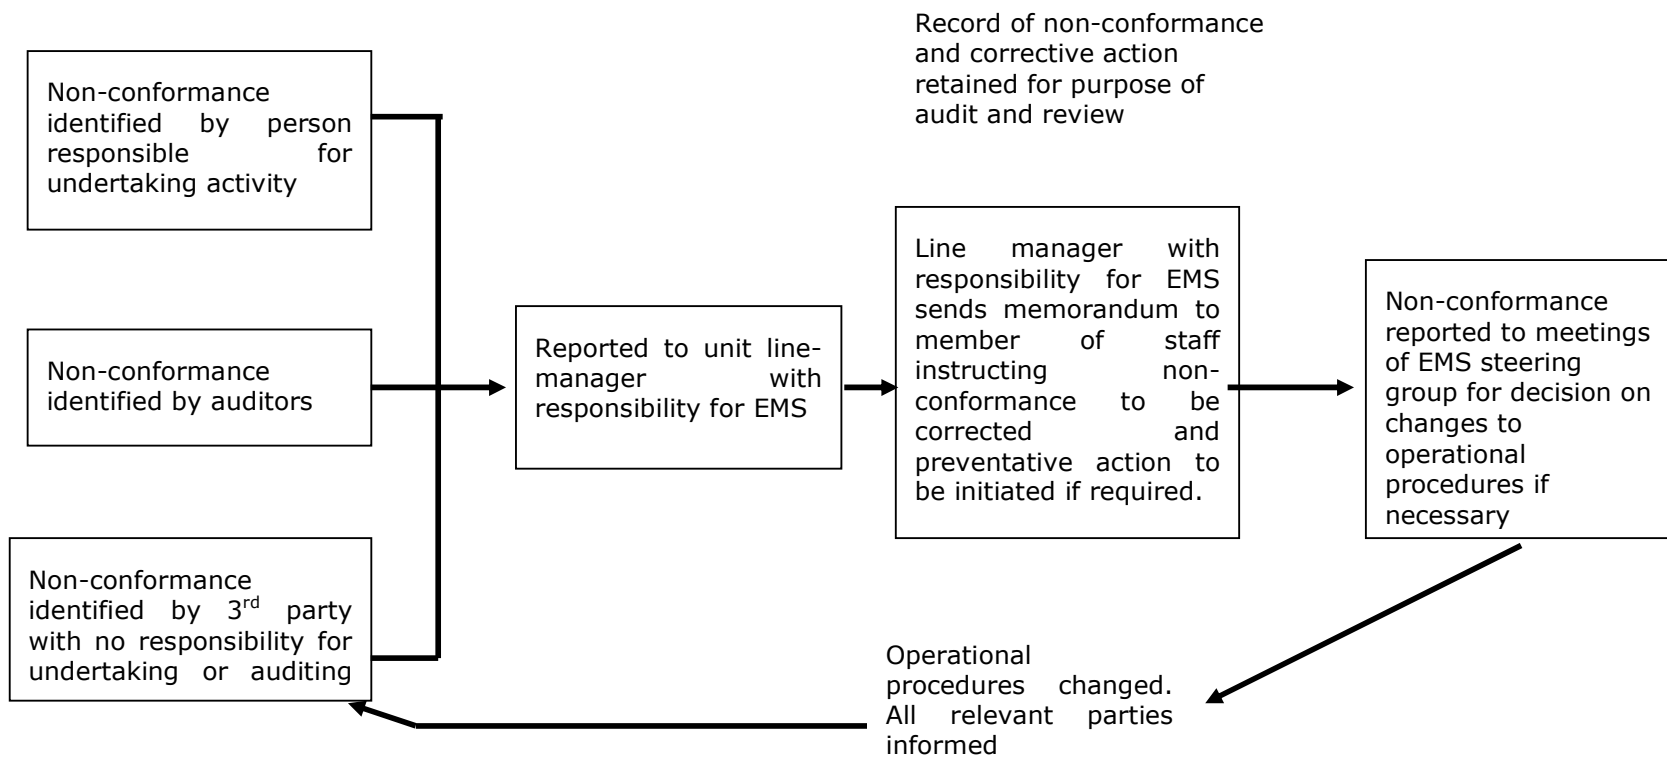 Record of non-conformance
and corrective action
retained for purpose of
audit and review
Non-conformance
identified by person
responsible for
undertaking activity
Non-conformance
identified by auditors
Non-conformance
identified by 3rd party
with no responsibility for
undertaking or auditing
Reported to unit line-
manager with
responsibility for EMS
Line manager with
responsibility for EMS
sends memorandum to
member of staff
instructing non-
conformance to be
corrected and
preventative action to
be initiated if required.
Non-conformance
reported to meetings
of EMS steering
group for decision on
changes to
operational
procedures if
necessary
Operational
procedures changed.
All relevant parties
informed